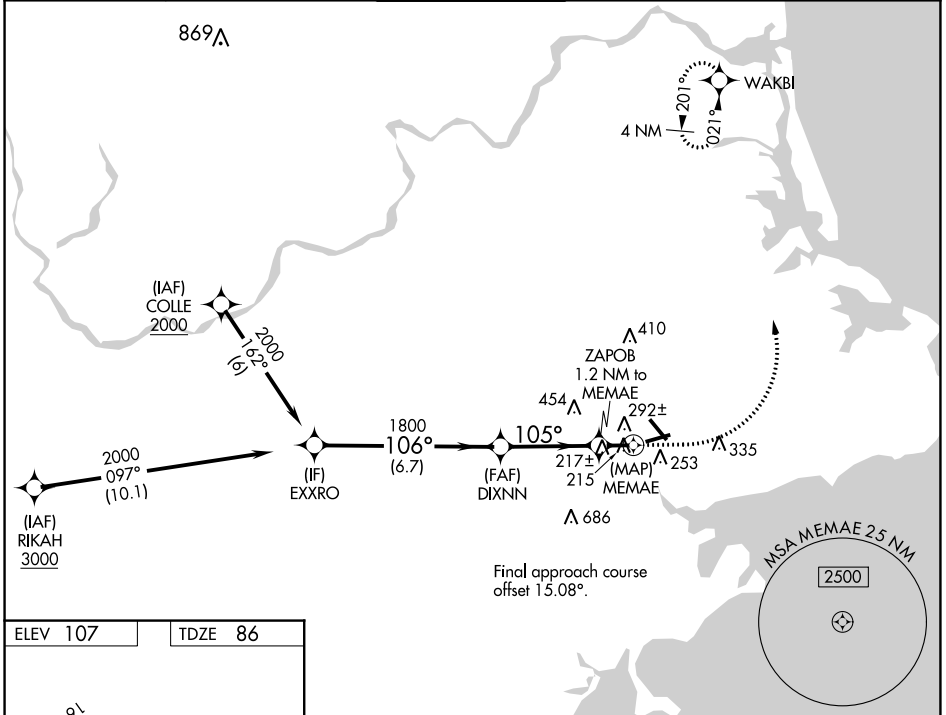 869
WAKBI
201°
021°
4 NM
(IAF)
COLLE
2000
2000
162°
(6)
410
ZAPOB
1.2 NM to
MEMAE
454
292±
1800
106°
(6.7)
105°
2000
097°
(10.1)
(IF)
EXXRO
(FAF)
DIXNN
217±
215
(MAP)
MEMAE
253
335
(IAF)
RIKAH
3000
686
Final approach course
offset 15.08°.
MSA MEMAE 25 NM
2500
ELEV 107
TDZE 86